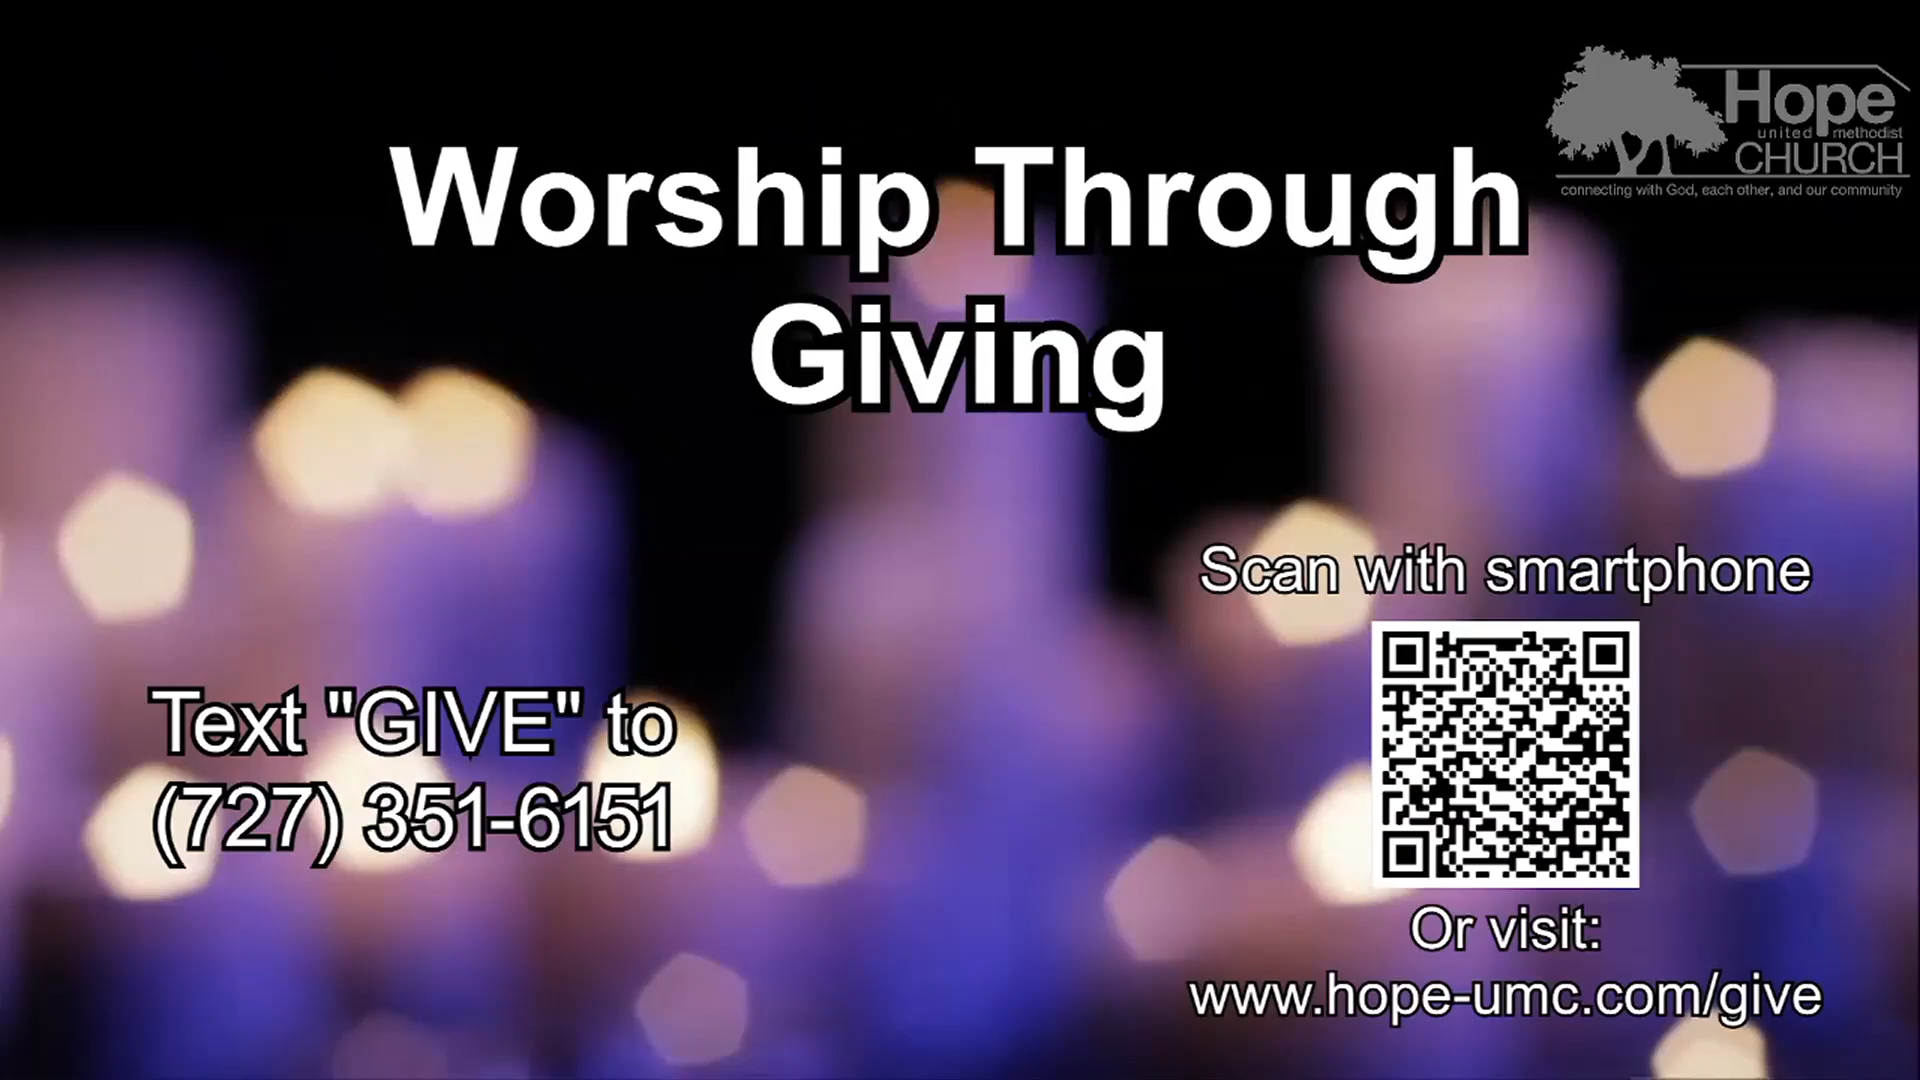 Hope
united methodist
CHURCH
connecting with God, each other, and our community
Worship Through
Giving
Scan with smartphone
Text "GIVE" to
(727) 351-6151
Or visit:
www.hope-umc.com/give